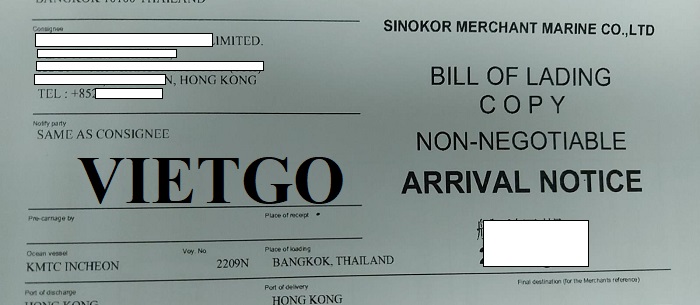 BANGKOK 10100 THAILAND
Consignee
LIMITED.
N, HONG KONG
TEL : +852
Notify party
SAME AS CONSIGNEE
VIETGO
Pre-carriage by
Place of receipt
Ocean vessel
Voy. No.
Place of loading
KMTC INCHEON
2209N
BANGKOK, THAILAND
Port of discharge
Port of delivery
HONG KONG
HONG KONG
SINOKOR MERCHANT MARINE CO.,LTD
BILL OF LADING
COPY
NON-NEGOTIABLE
ARRIVAL NOTICE
Final destination (for the Merchants reference)